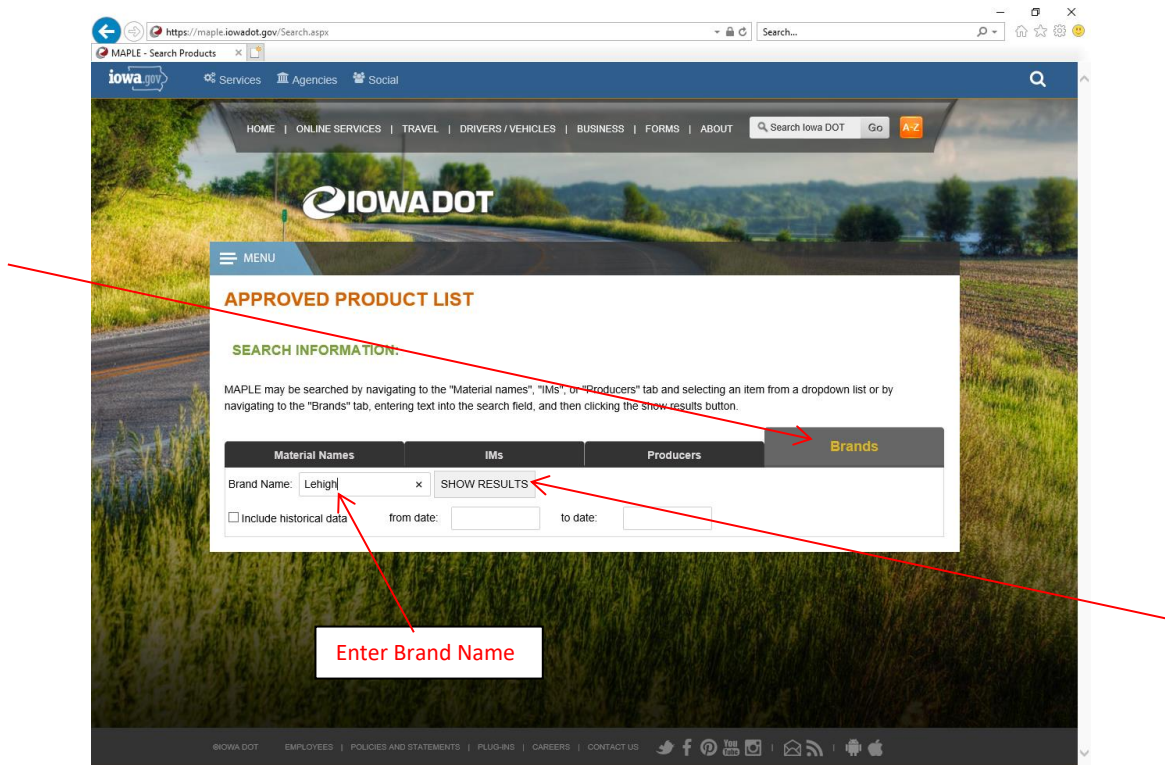 https://maple.iowadot.gov/Search.aspx
Search...
MAPLE - Search Products
iowa.gov Services Agencies Social
HOME | ONLINE SERVICES | TRAVEL | DRIVERS / VEHICLES | BUSINESS | FORMS | ABOUT Search Iowa DOT Go A-Z
IOWADOT
MENU
APPROVED PRODUCT LIST
SEARCH INFORMATION:
MAPLE may be searched by navigating to the "Material names", "IMs", or "Producers" tab and selecting an item from a dropdown list or by
navigating to the "Brands" tab, entering text into the search field, and then clicking the show results button.
Material Names IMs Producers Brands
Brand Name: Lehigh × SHOW RESULTS
Include historical data from date: to date:
Enter Brand Name
©IOWA DOT EMPLOYEES | POLICIES AND STATEMENTS | PLUG-INS | CAREERS | CONTACT US You Tube